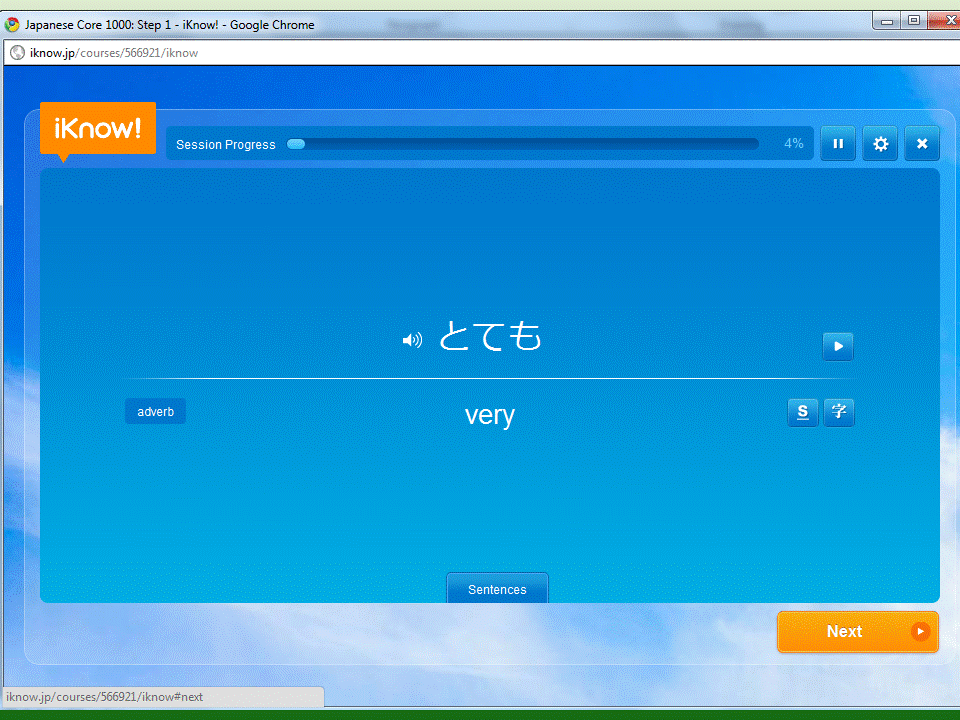 Japanese Core 1000: Step 1 - iKnow! - Google Chrome
iknow.jp/courses/566921/iknow
iKnow!
Session Progress
4%
とても
adverb
very
S
字
Sentences
Next
iknow.jp/courses/566921/iknow#next